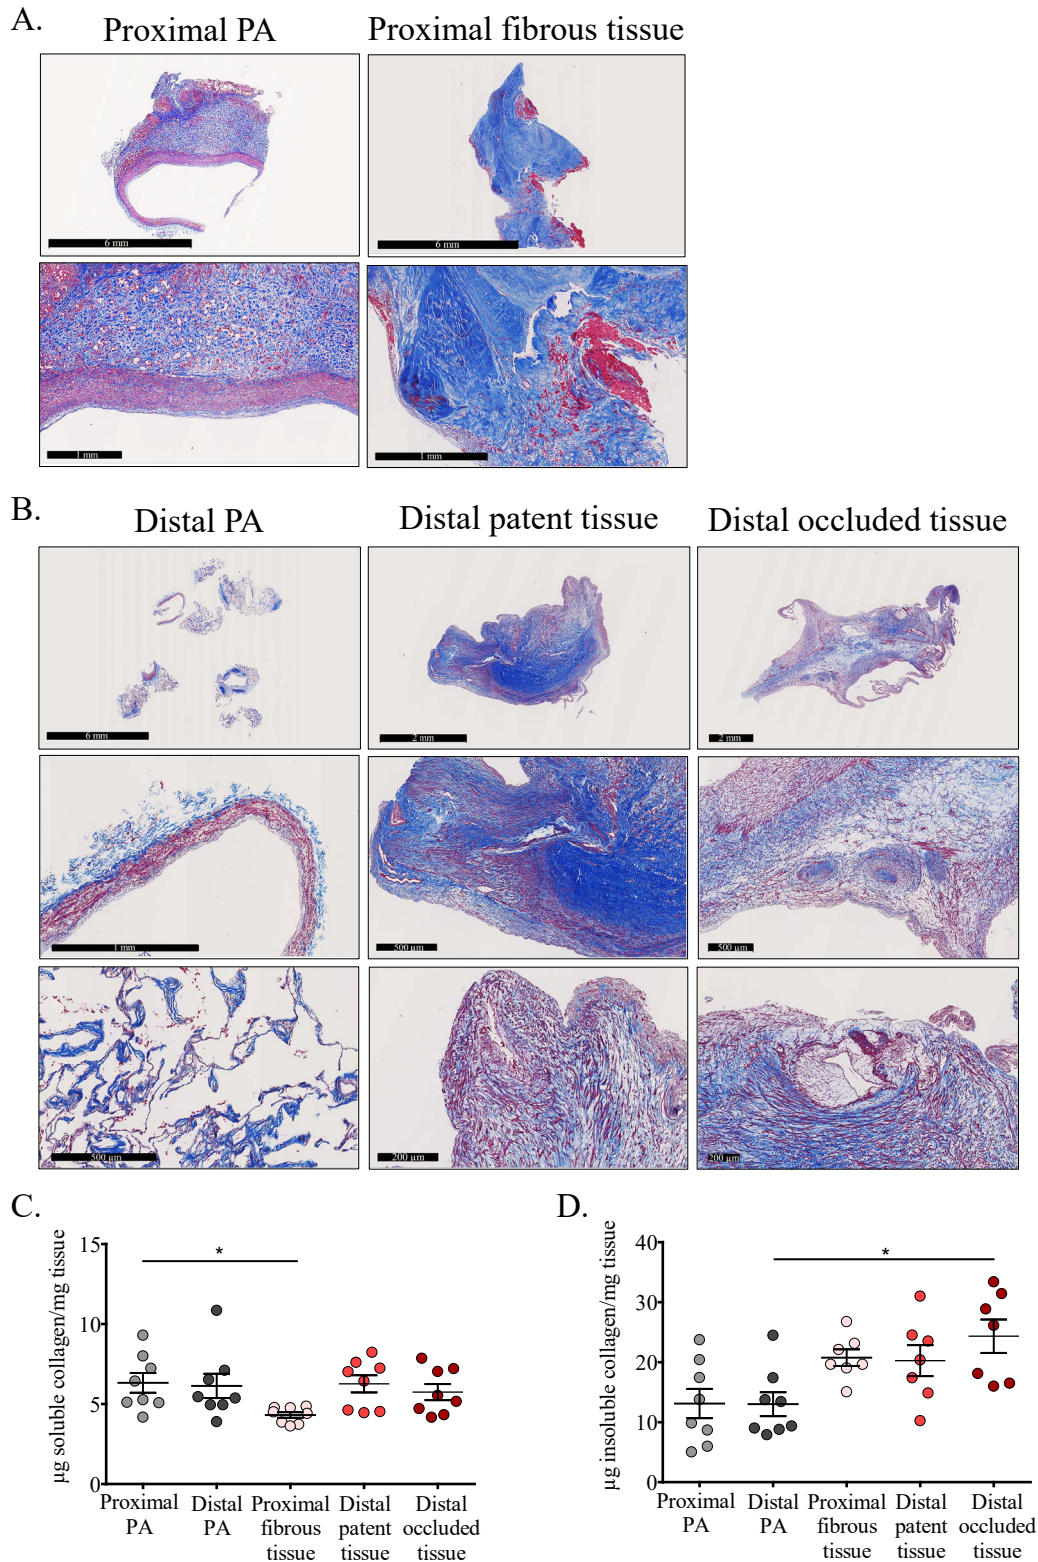 A.
Proximal PA
Proximal fibrous tissue
6 mm
6 mm
1 mm
1 mm
B.
Distal PA
Distal patent tissue
Distal occluded tissue
6 mm
2 mm
2 mm
1 mm
500 µm
500 µm
500 µm
200 µm
200 µm
C.
µg soluble collagen/mg tissue
15
10
5
0
*
Proximal
PA
Distal
PA
Proximal
fibrous
tissue
Distal
patent
tissue
Distal
occluded
tissue
D.
µg insoluble collagen/mg tissue
40
30
20
10
0
*
Proximal
PA
Distal
PA
Proximal
fibrous
tissue
Distal
patent
tissue
Distal
occluded
tissue